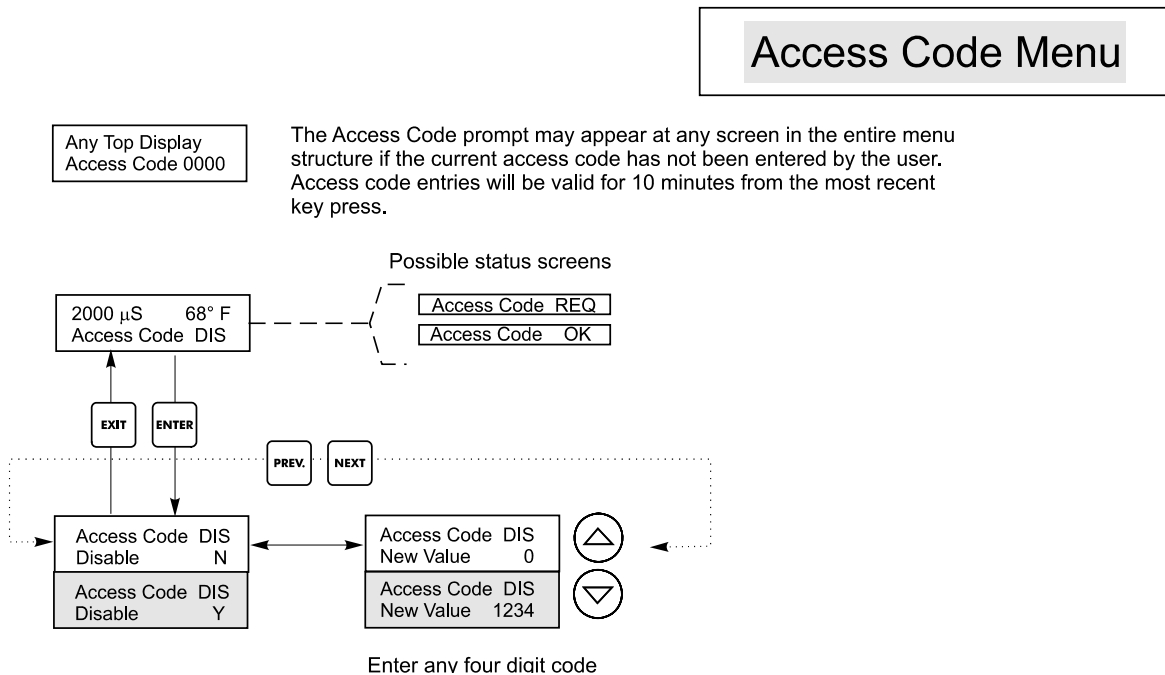 Access Code Menu
Any Top Display
Access Code 0000
The Access Code prompt may appear at any screen in the entire menu
structure if the current access code has not been entered by the user.
Access code entries will be valid for 10 minutes from the most recent
key press.
Possible status screens
2000 μS 68° F
Access Code DIS
Access Code REQ
Access Code OK
EXIT
ENTER
PREV.
NEXT
Access Code DIS
Disable N
Access Code DIS
Disable Y
Access Code DIS
New Value 0
Access Code DIS
New Value 1234
Enter any four digit code